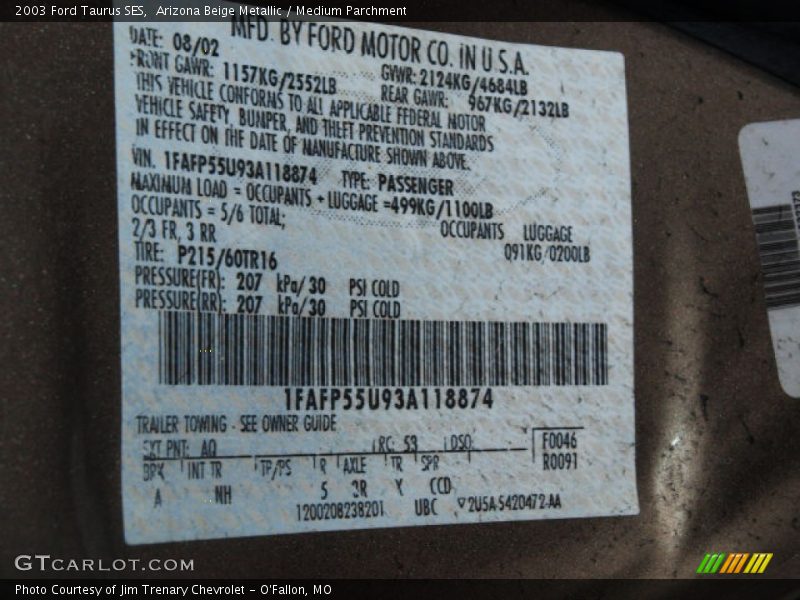 2003 Ford Taurus SES,  Arizona Beige Metallic / Medium Parchment
MFD. BY FORD MOTOR CO. IN U.S.A.
DATE: 08/02
GVWR: 2124KG/4684LB
FRONT GAWR: 1157KG/2552LB
REAR GAWR: 967KG/2132LB
THIS VEHICLE CONFORMS TO ALL APPLICABLE FEDERAL MOTOR
VEHICLE SAFETY, BUMPER, AND THEFT PREVENTION STANDARDS
IN EFFECT ON THE DATE OF MANUFACTURE SHOWN ABOVE.
VIN. 1FAFP55U93A118874 TYPE: PASSENGER
MAXIMUM LOAD = OCCUPANTS + LUGGAGE =499KG/1100LB
OCCUPANTS = 5/6 TOTAL; OCCUPANTS LUGGAGE
2/3 FR, 3 RR 091KG/0200LB
TIRE: P215/60TR16
PRESSURE(FR): 207 kPa/30 PSI COLD
PRESSURE(RR): 207 kPa/30 PSI COLD
1FAFP55U93A118874
TRAILER TOWING - SEE OWNER GUIDE
EXT PNT: AQ RC: 53 DSO: F0046
BRK INT TR TP/PS R AXLE TR SPR R0091
A NH 5 3R Y CCD
1200208238201 UBC 2U5A-5420472-AA
GTcarlot.com
Photo Courtesy of Jim Trenary Chevrolet - O'Fallon, MO